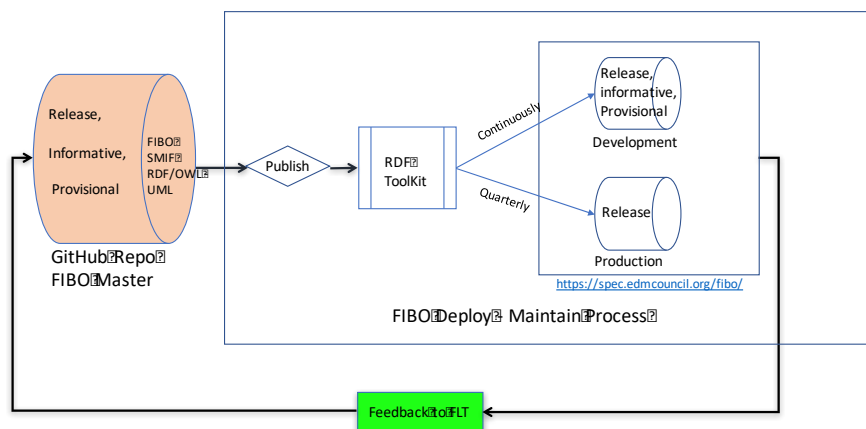 Release,
Informative,
Provisional
FIBO
SMIF
RDF/OWL
UML
GitHub Repo
FIBO Master
Publish
RDF
ToolKit
Continuously
Quarterly
Release,
informative,
Provisional
Development
Release
Production
https://spec.edmcouncil.org/fibo/
FIBO Deploy - Maintain Process
Feedback to FLT